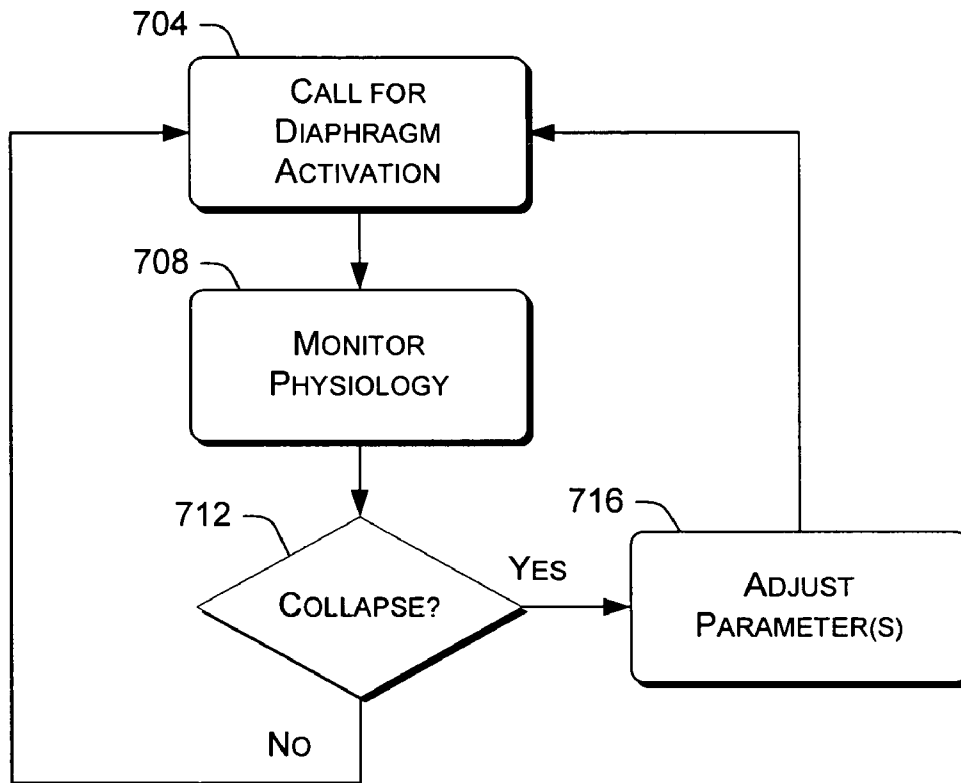 704
CALL FOR
DIAPHRAGM
ACTIVATION
708
MONITOR
PHYSIOLOGY
712
COLLAPSE?
YES
716
ADJUST
PARAMETER(S)
NO